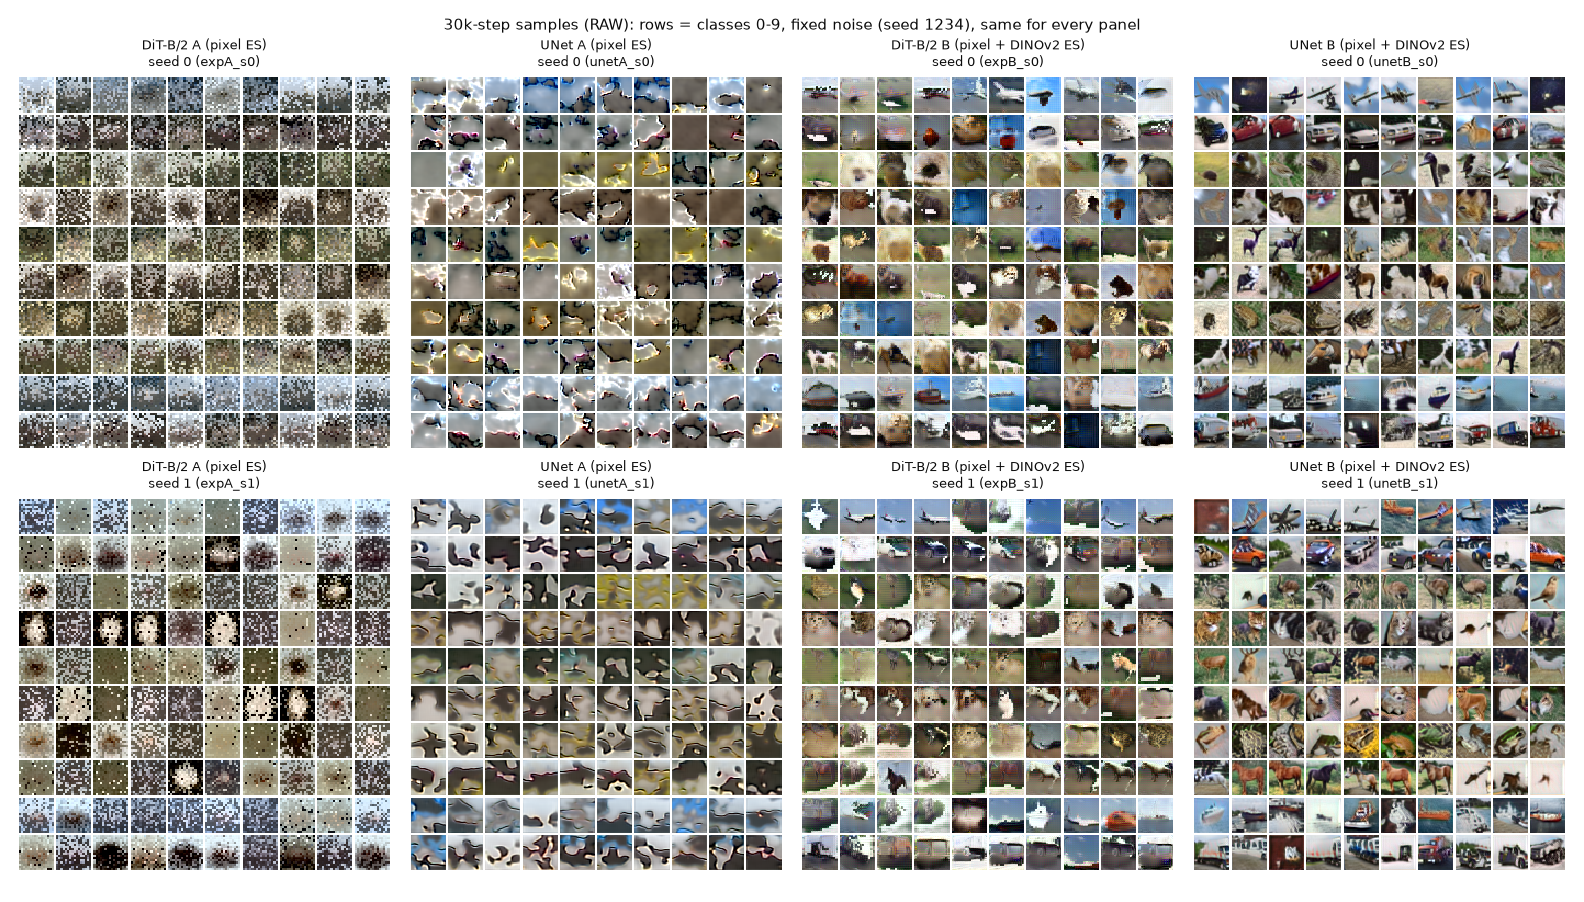 30k-step samples (RAW): rows = classes 0-9, fixed noise (seed 1234), same for every panel
DiT-B/2 A (pixel ES)
seed 0 (expA_s0)
UNet A (pixel ES)
seed 0 (unetA_s0)
DiT-B/2 B (pixel + DINOv2 ES)
seed 0 (expB_s0)
UNet B (pixel + DINOv2 ES)
seed 0 (unetB_s0)
DiT-B/2 A (pixel ES)
seed 1 (expA_s1)
UNet A (pixel ES)
seed 1 (unetA_s1)
DiT-B/2 B (pixel + DINOv2 ES)
seed 1 (expB_s1)
UNet B (pixel + DINOv2 ES)
seed 1 (unetB_s1)